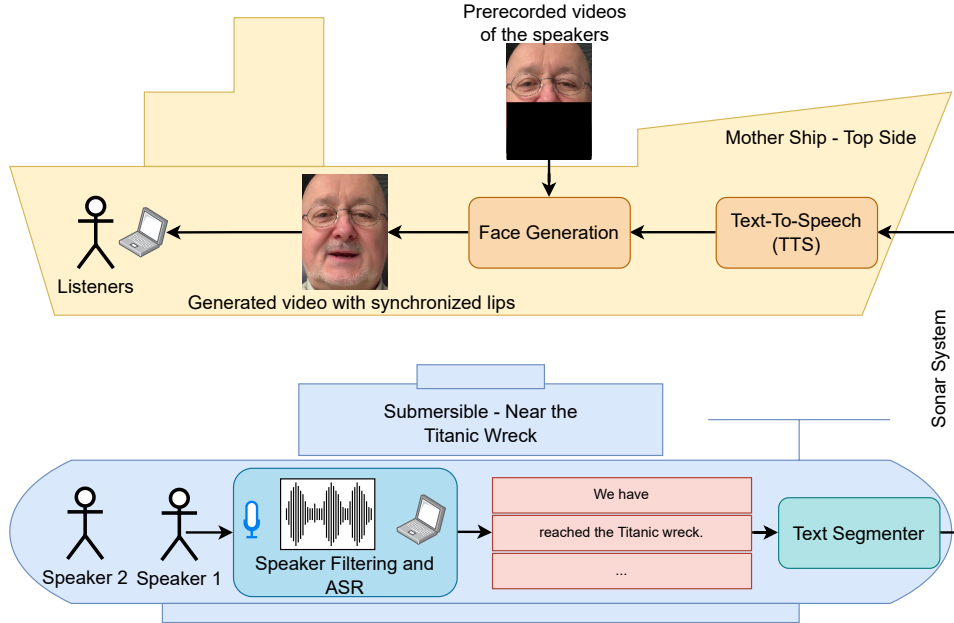 Prerecorded videos
of the speakers
Mother Ship - Top Side
Text-To-Speech
(TTS)
Face Generation
Listeners
Generated video with synchronized lips
Sonar System
Submersible - Near the
Titanic Wreck
Speaker 2
Speaker 1
Speaker Filtering and
ASR
We have
reached the Titanic wreck.
...
Text Segmenter